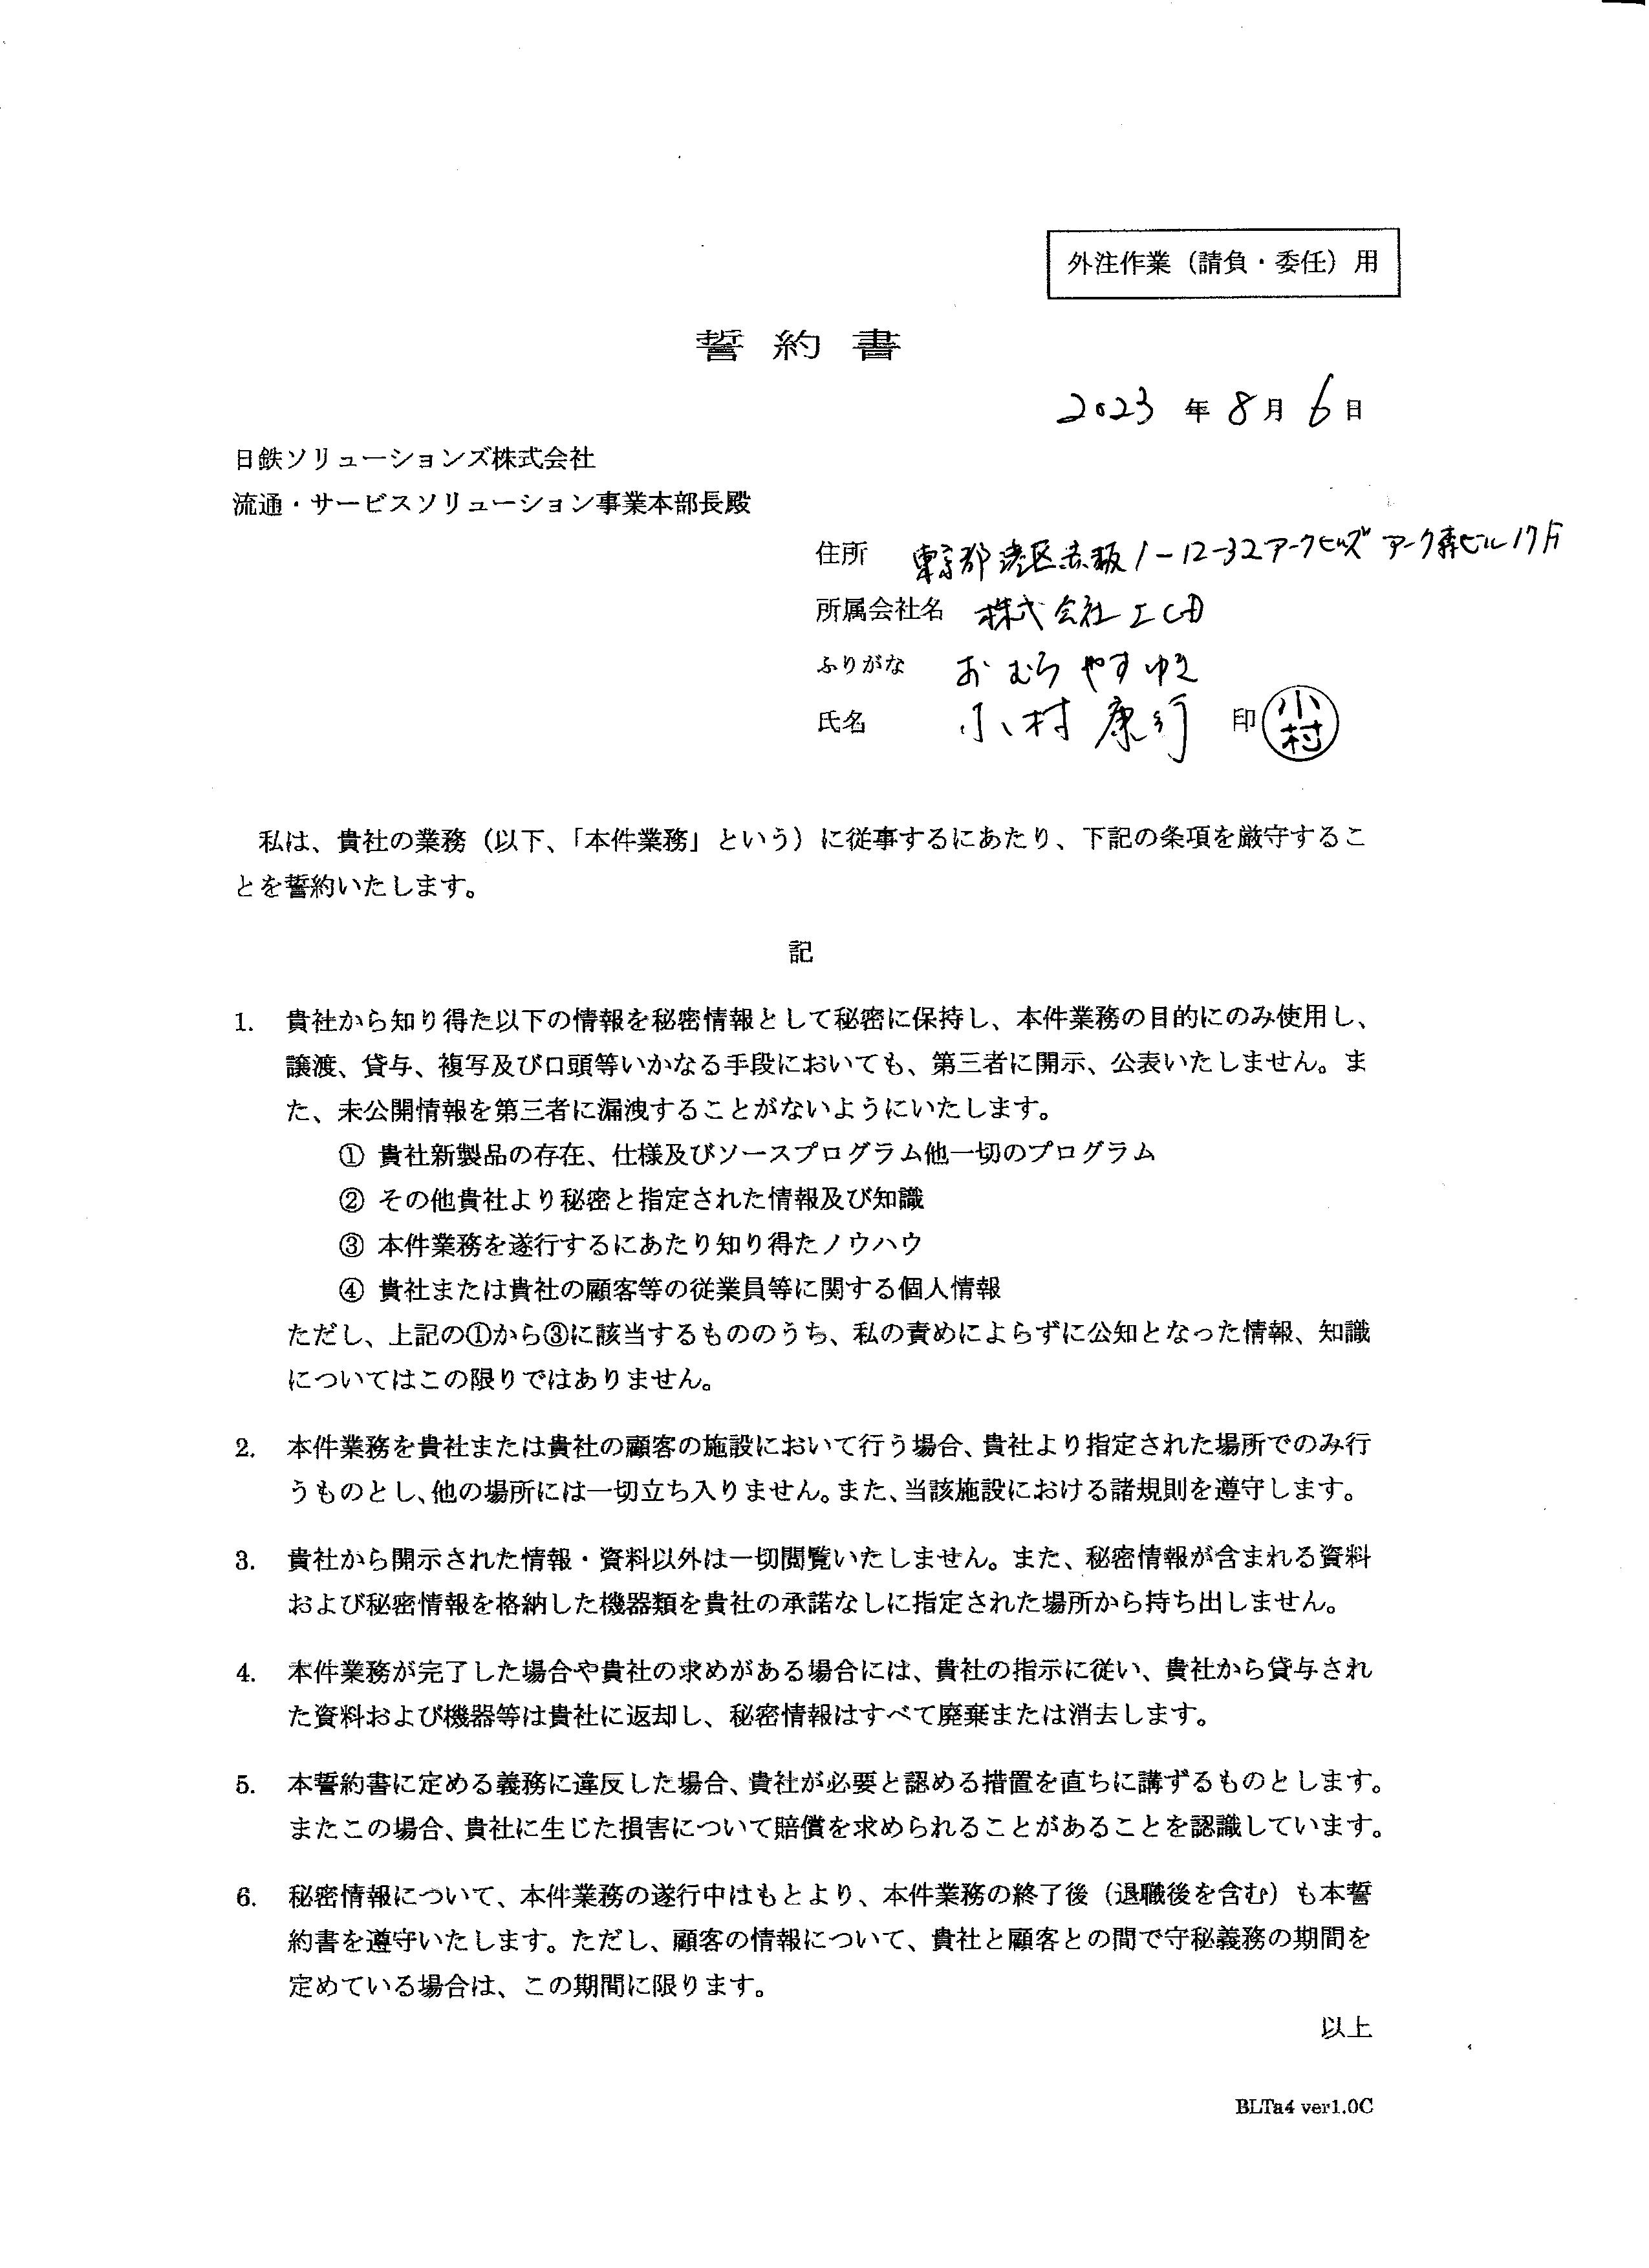 外注作業（請負・委任）用
誓約書
2023 年 8 月 6 日
日鉄ソリューションズ株式会社
流通・サービスソリューション事業本部長殿
住所 東京都港区赤坂1-12-32アークヒルズ アーク森ビル17F
所属会社名 株式会社ICD
ふりがな おむら やすゆき
氏名 小村 康行 印 小村
私は、貴社の業務（以下、「本件業務」という）に従事するにあたり、下記の条項を厳守するこ
とを誓約いたします。
記
1. 貴社から知り得た以下の情報を秘密情報として秘密に保持し、本件業務の目的にのみ使用し、
譲渡、貸与、複写及び口頭等いかなる手段においても、第三者に開示、公表いたしません。ま
た、未公開情報を第三者に漏洩することがないようにいたします。
① 貴社新製品の存在、仕様及びソースプログラム他一切のプログラム
② その他貴社より秘密と指定された情報及び知識
③ 本件業務を遂行するにあたり知り得たノウハウ
④ 貴社または貴社の顧客等の従業員等に関する個人情報
ただし、上記の①から③に該当するもののうち、私の責めによらずに公知となった情報、知識
についてはこの限りではありません。
2. 本件業務を貴社または貴社の顧客の施設において行う場合、貴社より指定された場所でのみ行
うものとし、他の場所には一切立ち入りません。また、当該施設における諸規則を遵守します。
3. 貴社から開示された情報・資料以外は一切閲覧いたしません。また、秘密情報が含まれる資料
および秘密情報を格納した機器類を貴社の承諾なしに指定された場所から持ち出しません。
4. 本件業務が完了した場合や貴社の求めがある場合には、貴社の指示に従い、貴社から貸与され
た資料および機器等は貴社に返却し、秘密情報はすべて廃棄または消去します。
5. 本誓約書に定める義務に違反した場合、貴社が必要と認める措置を直ちに講ずるものとします。
またこの場合、貴社に生じた損害について賠償を求められることがあることを認識しています。
6. 秘密情報について、本件業務の遂行中はもとより、本件業務の終了後（退職後を含む）も本誓
約書を遵守いたします。ただし、顧客の情報について、貴社と顧客との間で守秘義務の期間を
定めている場合は、この期間に限ります。
以上
BLTa4 ver1.0C